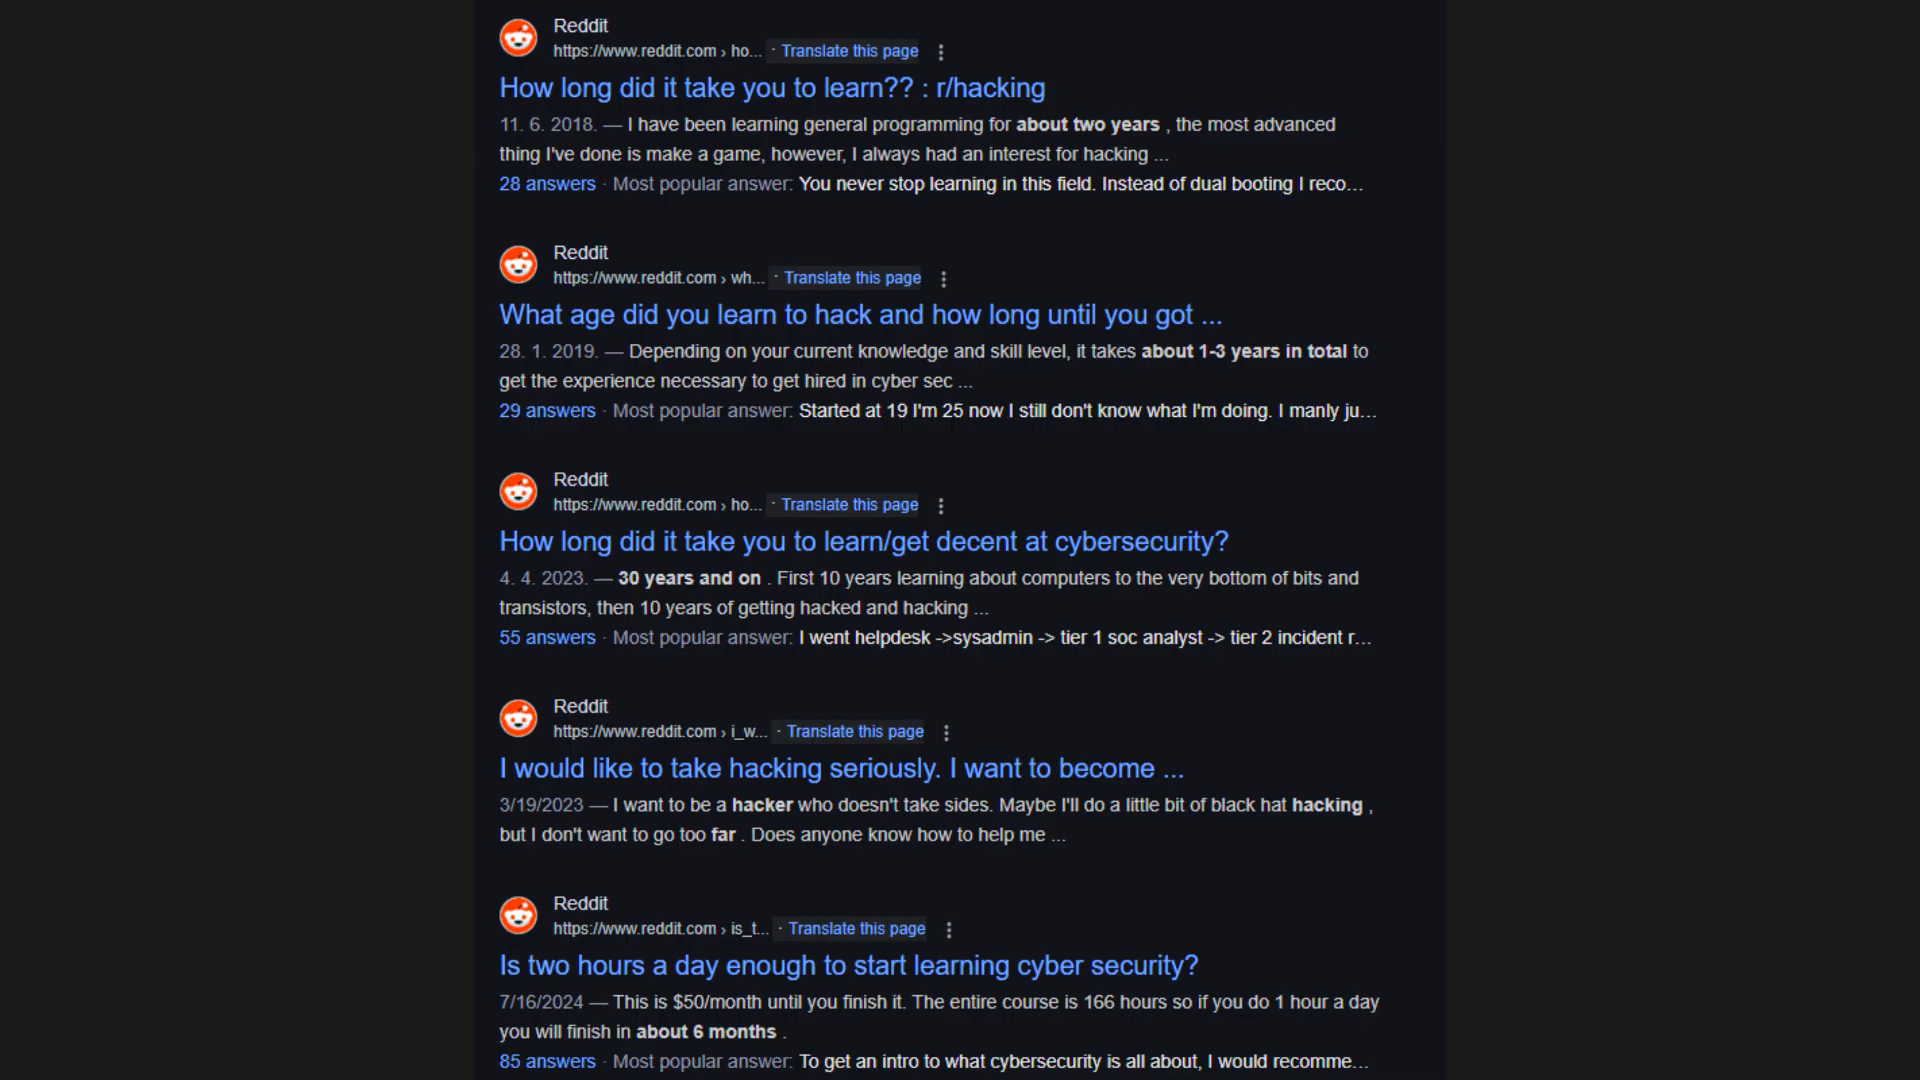 Reddit
https://www.reddit.com › ho... · Translate this page
How long did it take you to learn?? : r/hacking
11. 6. 2018. — I have been learning general programming for about two years , the most advanced
thing I've done is make a game, however, I always had an interest for hacking ...
28 answers · Most popular answer: You never stop learning in this field. Instead of dual booting I reco...
Reddit
https://www.reddit.com › wh... · Translate this page
What age did you learn to hack and how long until you got ...
28. 1. 2019. — Depending on your current knowledge and skill level, it takes about 1-3 years in total to
get the experience necessary to get hired in cyber sec ...
29 answers · Most popular answer: Started at 19 I'm 25 now I still don't know what I'm doing. I manly ju...
Reddit
https://www.reddit.com › ho... · Translate this page
How long did it take you to learn/get decent at cybersecurity?
4. 4. 2023. — 30 years and on . First 10 years learning about computers to the very bottom of bits and
transistors, then 10 years of getting hacked and hacking ...
55 answers · Most popular answer: I went helpdesk ->sysadmin -> tier 1 soc analyst -> tier 2 incident r...
Reddit
https://www.reddit.com › i_w... · Translate this page
I would like to take hacking seriously. I want to become ...
3/19/2023 — I want to be a hacker who doesn't take sides. Maybe I'll do a little bit of black hat hacking ,
but I don't want to go too far . Does anyone know how to help me ...
Reddit
https://www.reddit.com › is_t... · Translate this page
Is two hours a day enough to start learning cyber security?
7/16/2024 — This is $50/month until you finish it. The entire course is 166 hours so if you do 1 hour a day
you will finish in about 6 months .
85 answers · Most popular answer: To get an intro to what cybersecurity is all about, I would recomme...